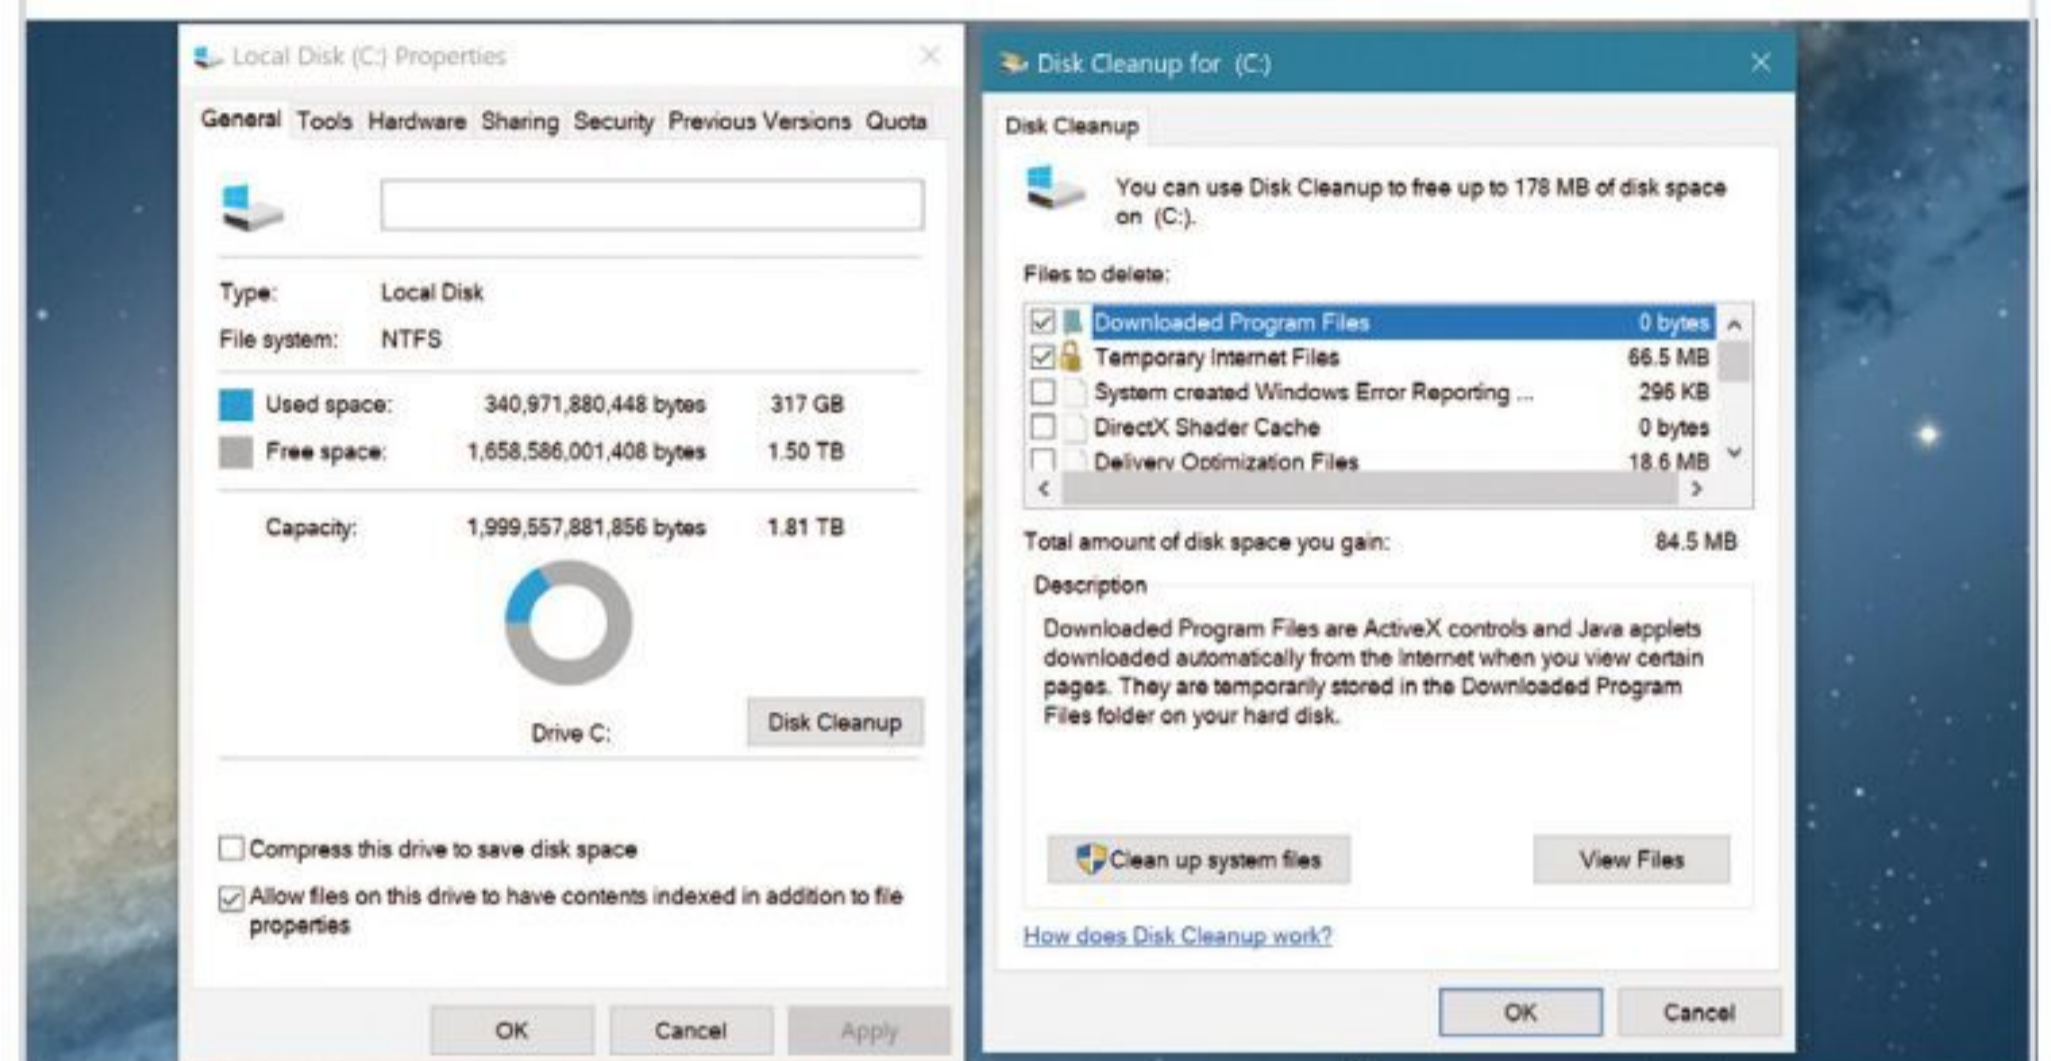 Local Disk (C:) Properties
General Tools Hardware Sharing Security Previous Versions Quota
Type: Local Disk
File system: NTFS
Used space: 340,971,880,448 bytes 317 GB
Free space: 1,658,586,001,408 bytes 1.50 TB
Capacity: 1,999,557,881,856 bytes 1.81 TB
Drive C:
Disk Cleanup
Compress this drive to save disk space
Allow files on this drive to have contents indexed in addition to file
properties
OK Cancel Apply
Disk Cleanup for (C:)
Disk Cleanup
You can use Disk Cleanup to free up to 178 MB of disk space
on (C:).
Files to delete:
Downloaded Program Files 0 bytes
Temporary Internet Files 66.5 MB
System created Windows Error Reporting ... 296 KB
DirectX Shader Cache 0 bytes
Delivery Optimization Files 18.6 MB
Total amount of disk space you gain: 84.5 MB
Description
Downloaded Program Files are ActiveX controls and Java applets
downloaded automatically from the Internet when you view certain
pages. They are temporarily stored in the Downloaded Program
Files folder on your hard disk.
Clean up system files
View Files
How does Disk Cleanup work?
OK Cancel